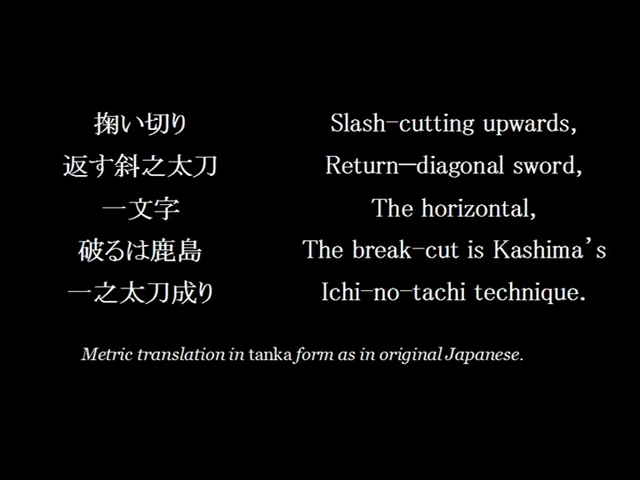 掬い切り Slash-cutting upwards,
返す斜之太刀 Return—diagonal sword,
一文字 The horizontal,
破るは鹿島 The break-cut is Kashima's
一之太刀成り Ichi-no-tachi technique.
Metric translation in tanka form as in original Japanese.